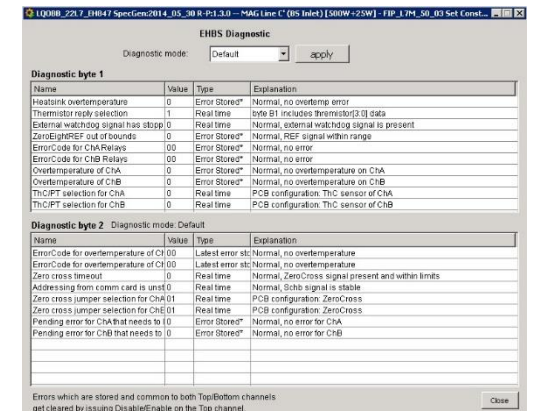 LQOBB_22L7_EH847 SpecGen:2014_05_30 R-P:1.3.0 -- MAG Line C' (BS Inlet) [500W+25W] - FIP_L7M_50_03 Set Const...
EHBS Diagnostic
Diagnostic mode: Default apply
Diagnostic byte 1
Name Value Type Explanation
Heatsink overtemperature 0 Error Stored* Normal, no overtemp error
Thermistor reply selection 1 Real time byte B1 includes thremistor[3:0] data
External watchdog signal has stopp 0 Real time Normal, external watchdog signal is present
ZeroEightREF out of bounds 0 Error Stored* Normal, REF signal within range
ErrorCode for ChA Relays 00 Error Stored* Normal, no error
ErrorCode for ChB Relays 00 Error Stored* Normal, no error
Overtemperature of ChA 0 Error Stored* Normal, no overtemperature on ChA
Overtemperature of ChB 0 Error Stored* Normal, no overtemperature on ChB
ThC/PT selection for ChA 0 Real time PCB configuration: ThC sensor of ChA
ThC/PT selection for ChB 0 Real time PCB configuration: ThC sensor of ChB
Diagnostic byte 2 Diagnostic mode: Default
Name Value Type Explanation
ErrorCode for overtemperature of Ch 00 Latest error stc Normal, no overtemperature
ErrorCode for overtemperature of Ch 00 Latest error stc Normal, no overtemperature
Zero cross timeout 0 Real time Normal, ZeroCross signal present and within limits
Addressing from comm card is unst 0 Real time Normal, Schb signal is stable
Zero cross jumper selection for ChA 01 Real time PCB configuration: ZeroCross
Zero cross jumper selection for ChE 01 Real time PCB configuration: ZeroCross
Pending error for ChA that needs to 0 Error Stored* Normal, no error for ChA
Pending error for ChB that needs to 0 Error Stored* Normal, no error for ChB
Errors which are stored and common to both Top/Bottom channels
get cleared by issuing Disable/Enable on the Top channel. Close